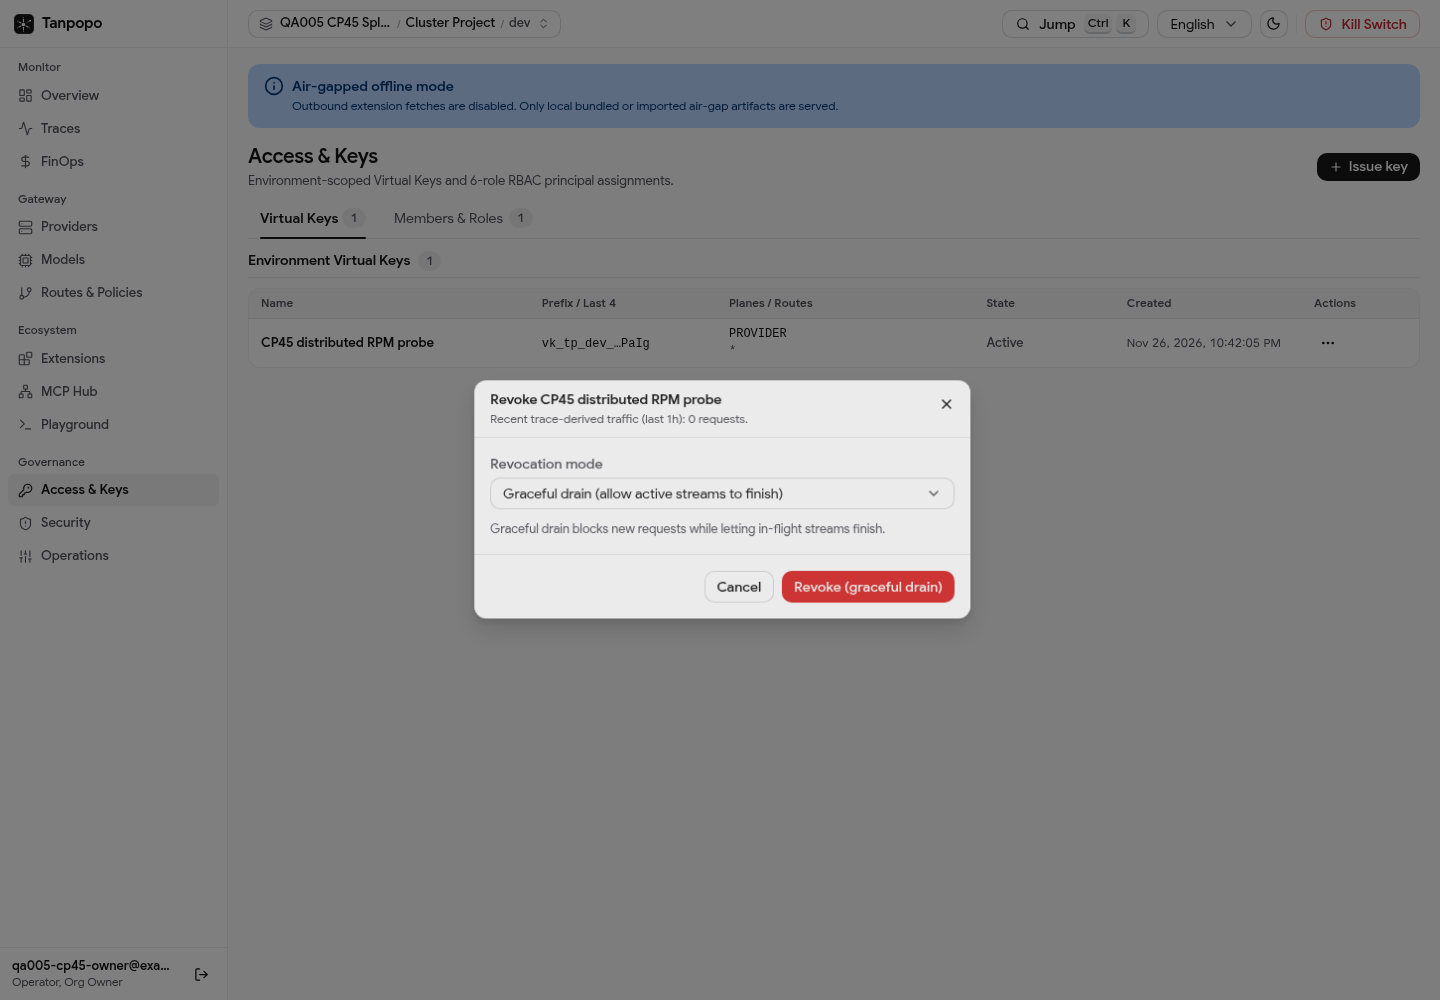 Tanpopo
QA005 CP45 Spl... / Cluster Project / dev
Jump Ctrl K
English
Kill Switch
Monitor
Overview
Traces
FinOps
Gateway
Providers
Models
Routes & Policies
Ecosystem
Extensions
MCP Hub
Playground
Governance
Access & Keys
Security
Operations
qa005-cp45-owner@exa...
Operator, Org Owner
Air-gapped offline mode
Outbound extension fetches are disabled. Only local bundled or imported air-gap artifacts are served.
Access & Keys
Environment-scoped Virtual Keys and 6-role RBAC principal assignments.
+ Issue key
Virtual Keys 1 Members & Roles 1
Environment Virtual Keys 1
Name Prefix / Last 4 Planes / Routes State Created Actions
CP45 distributed RPM probe vk_tp_dev_…PaIg PROVIDER * Active Nov 26, 2026, 10:42:05 PM ...
Revoke CP45 distributed RPM probe
Recent trace-derived traffic (last 1h): 0 requests.
Revocation mode
Graceful drain (allow active streams to finish)
Graceful drain blocks new requests while letting in-flight streams finish.
Cancel Revoke (graceful drain)